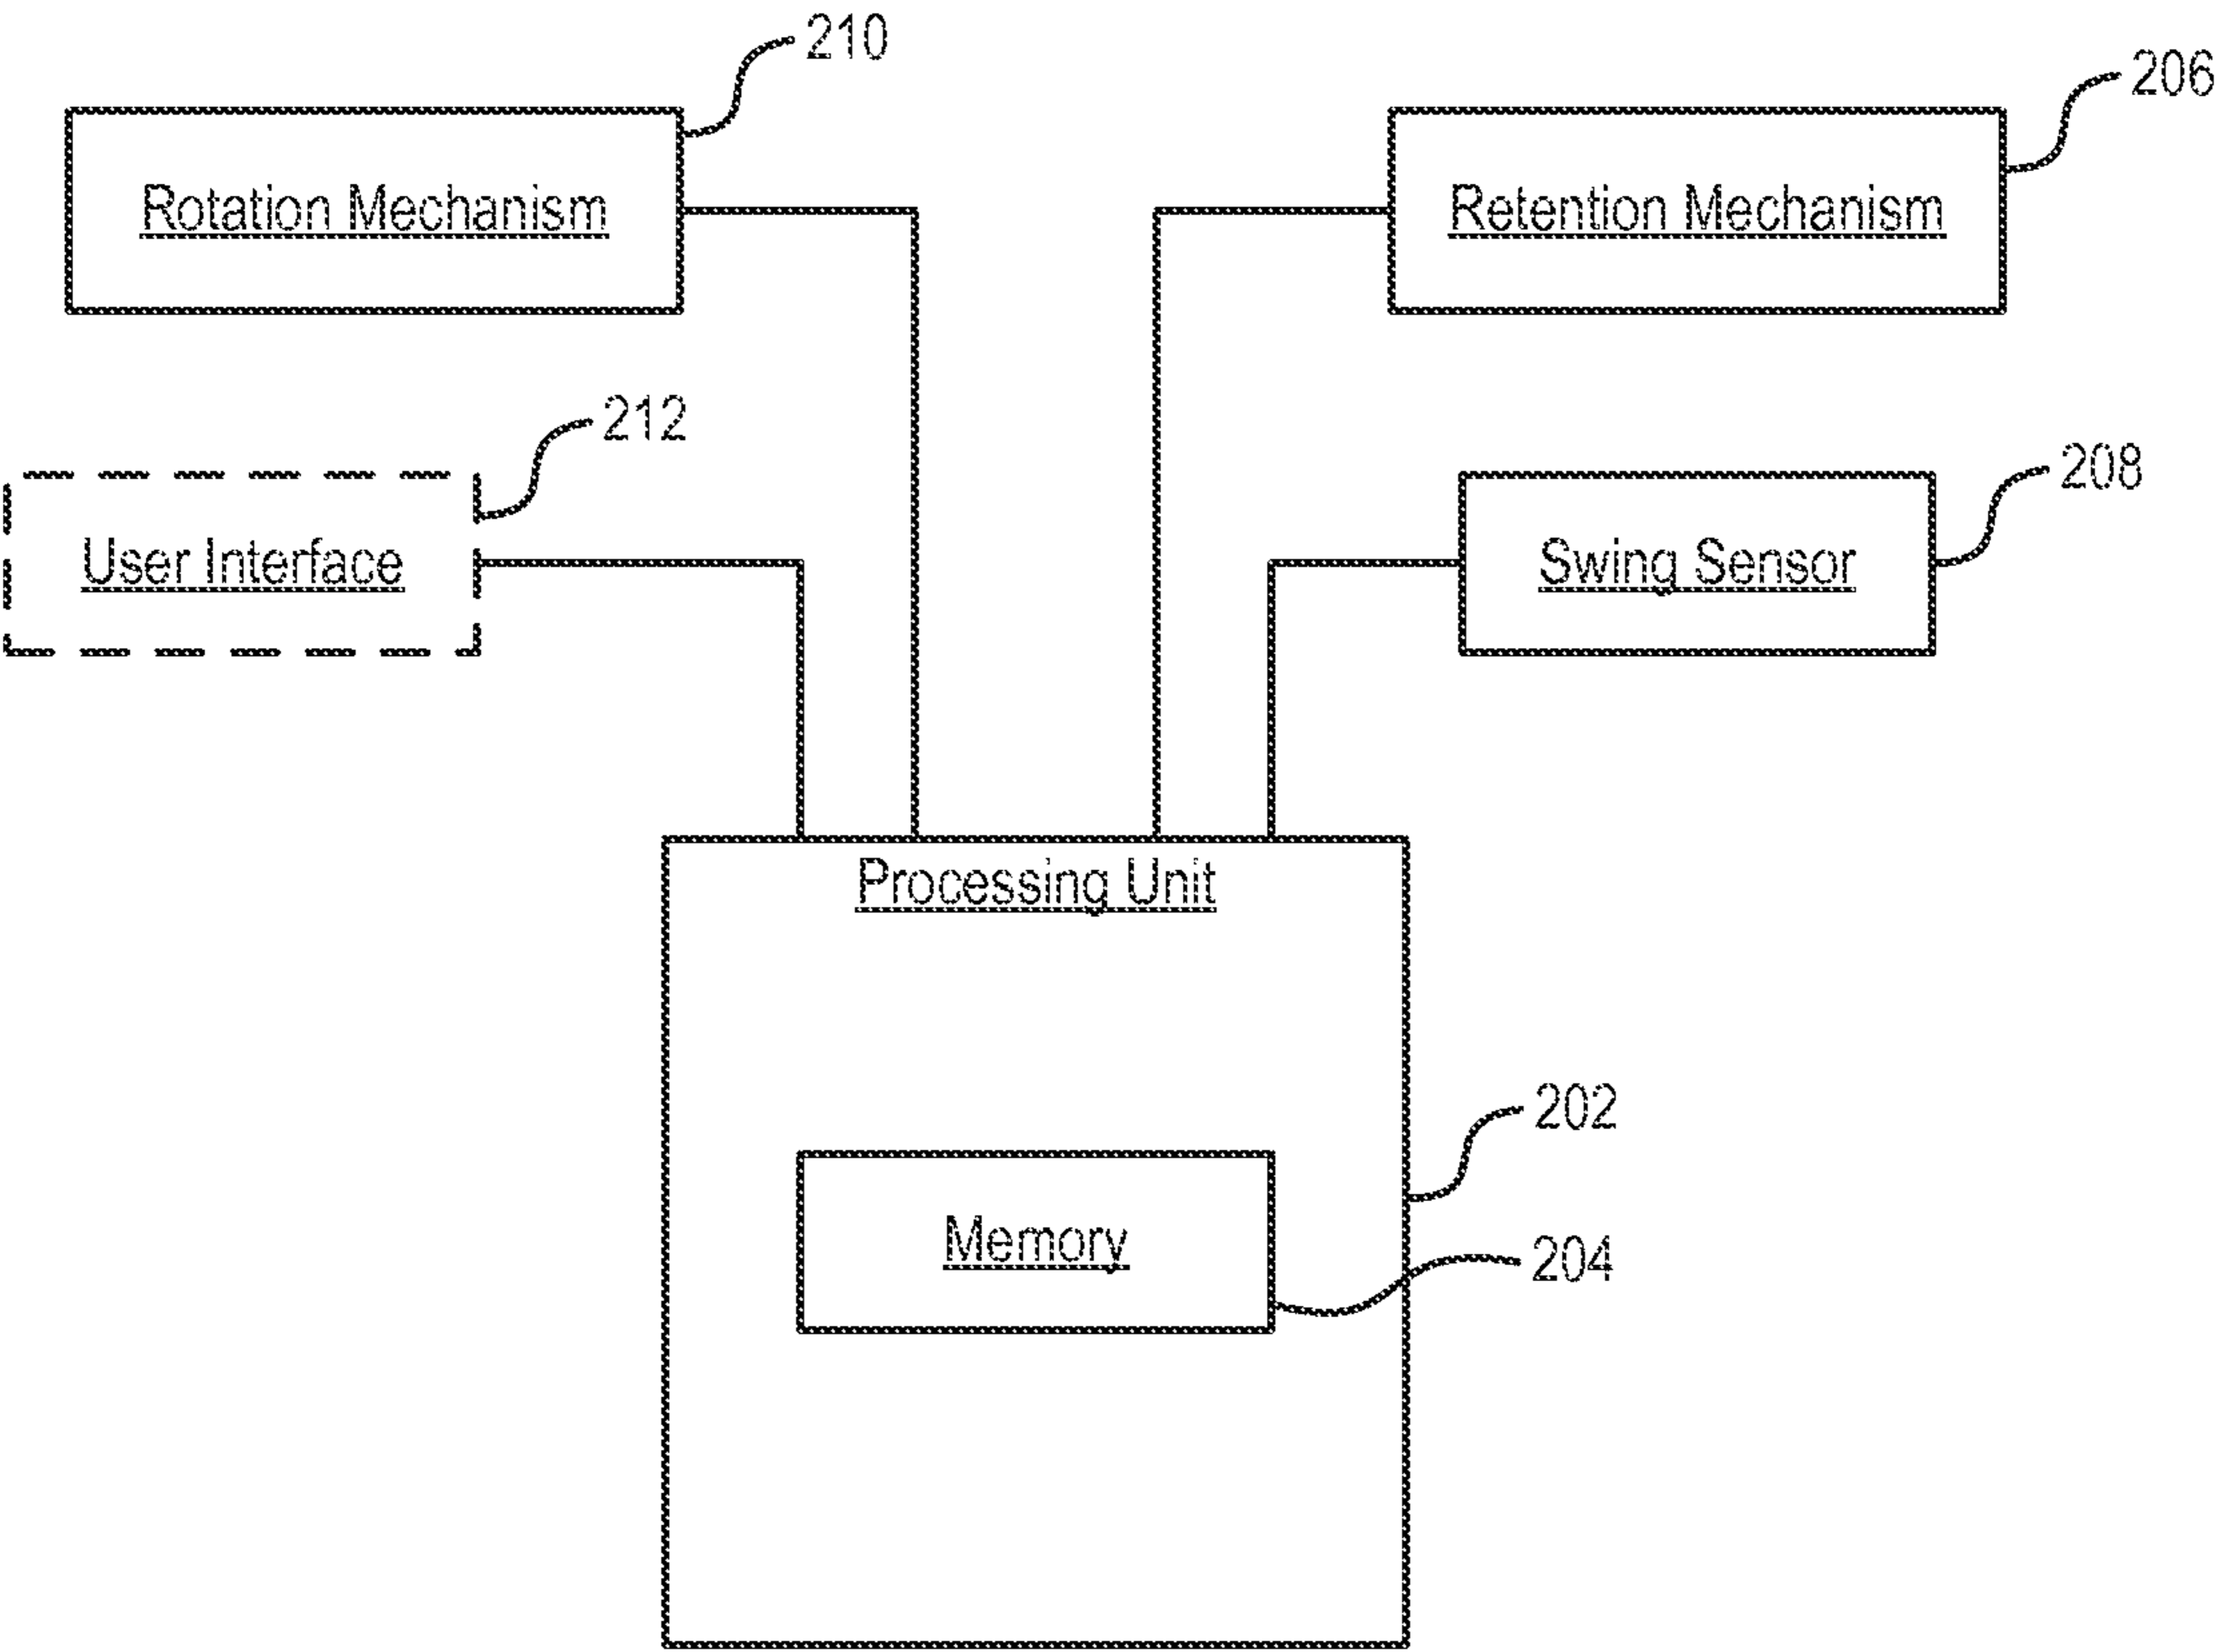 210
206
Rotation Mechanism
Retention Mechanism
212
208
User Interface
Swing Sensor
Processing Unit
202
Memory
204